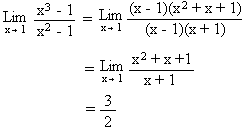 Lim x→1 (x³ - 1)/(x² - 1) = Lim x→1 ((x - 1)(x² + x + 1))/((x - 1)(x + 1))
= Lim x→1 (x² + x +1)/(x + 1)
= 3/2